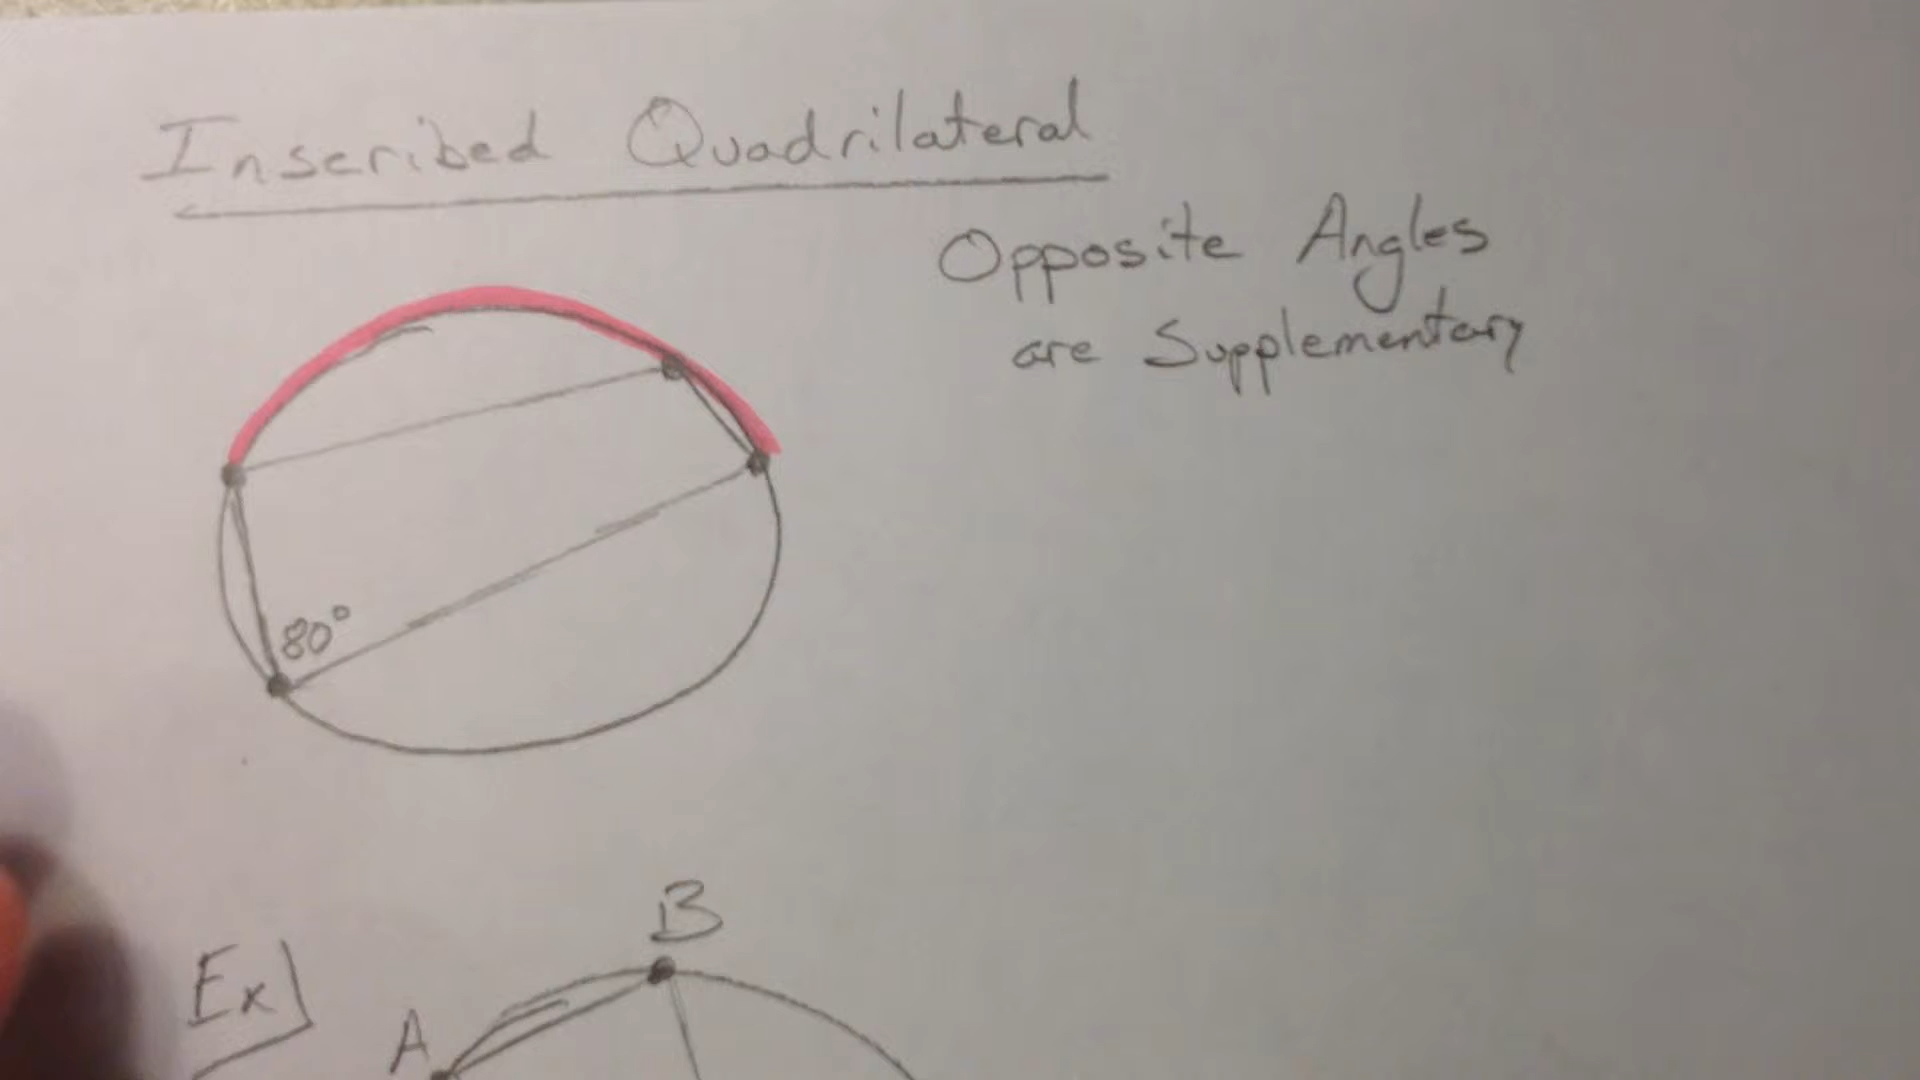 Inscribed Quadrilateral
Opposite Angles
are Supplementary
80°
B
Ex
A